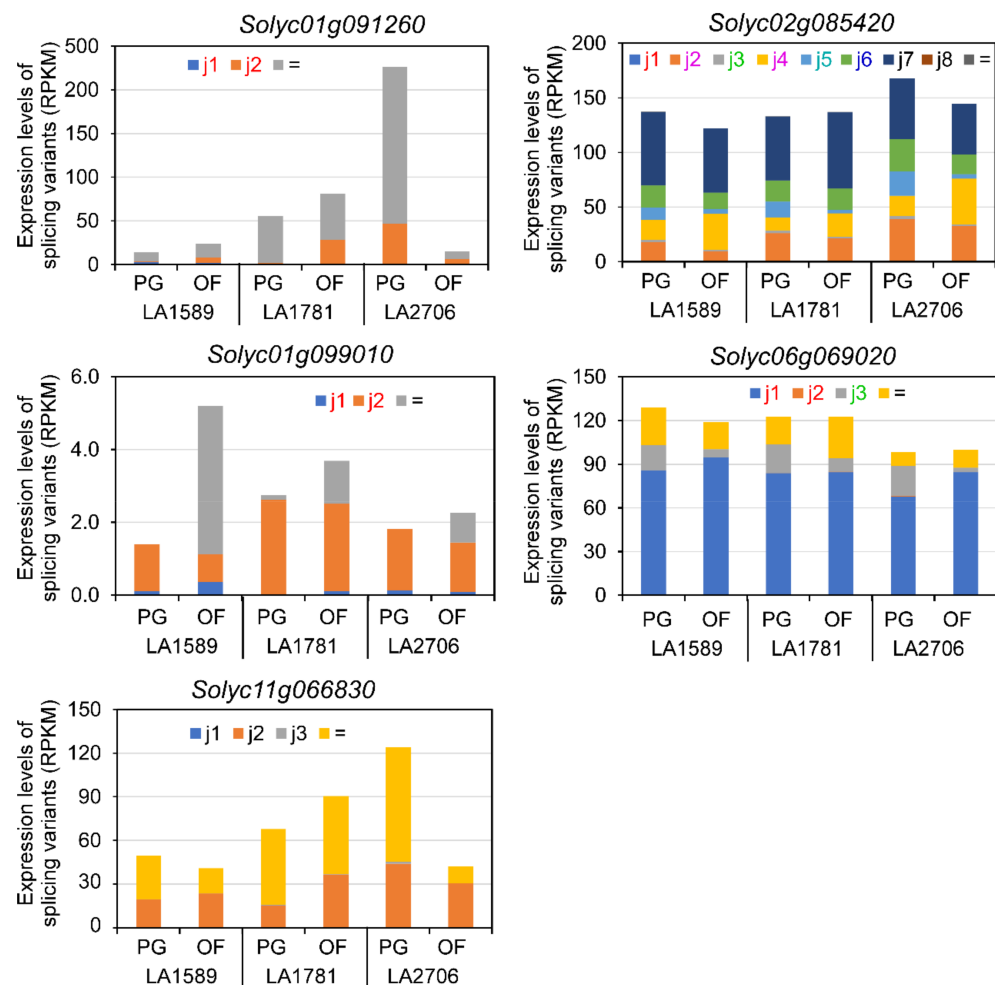 Solyc01g091260
Expression levels of
splicing variants (RPKM)
500
200
150
100
50
0
j1 j2 =
PG OF PG OF PG OF
LA1589 LA1781 LA2706
Solyc02g085420
Expression levels of
splicing variants (RPKM)
200
150
100
50
0
j1 j2 j3 j4 j5 j6 j7 j8 =
PG OF PG OF PG OF
LA1589 LA1781 LA2706
Solyc01g099010
Expression levels of
splicing variants (RPKM)
6.0
4.0
2.0
0.0
j1 j2 =
PG OF PG OF PG OF
LA1589 LA1781 LA2706
Solyc06g069020
Expression levels of
splicing variants (RPKM)
150
120
90
60
30
0
j1 j2 j3 =
PG OF PG OF PG OF
LA1589 LA1781 LA2706
Solyc11g066830
Expression levels of
splicing variants (RPKM)
150
120
90
60
30
0
j1 j2 j3 =
PG OF PG OF PG OF
LA1589 LA1781 LA2706